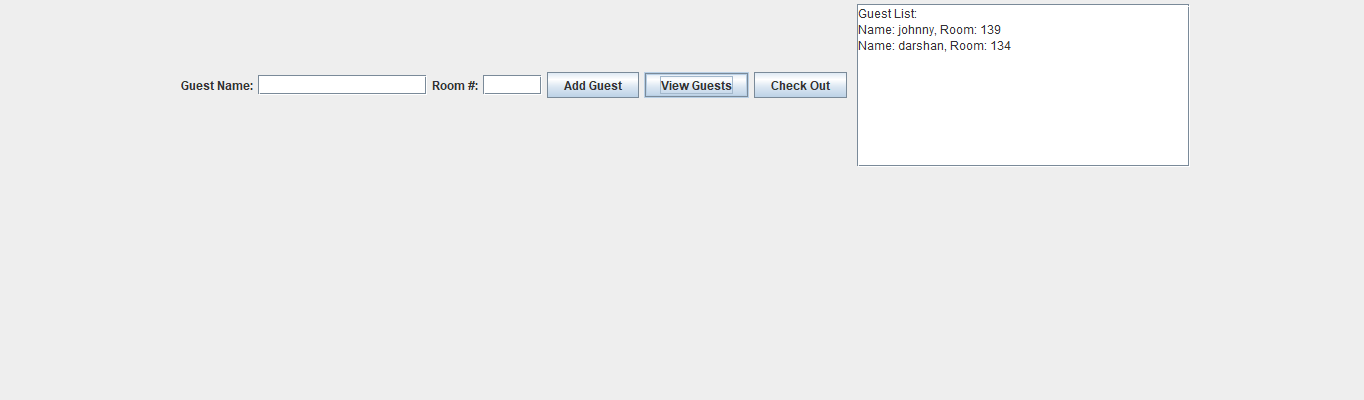 Guest Name: Room #: Add Guest View Guests Check Out
Guest List:
Name: johnny, Room: 139
Name: darshan, Room: 134